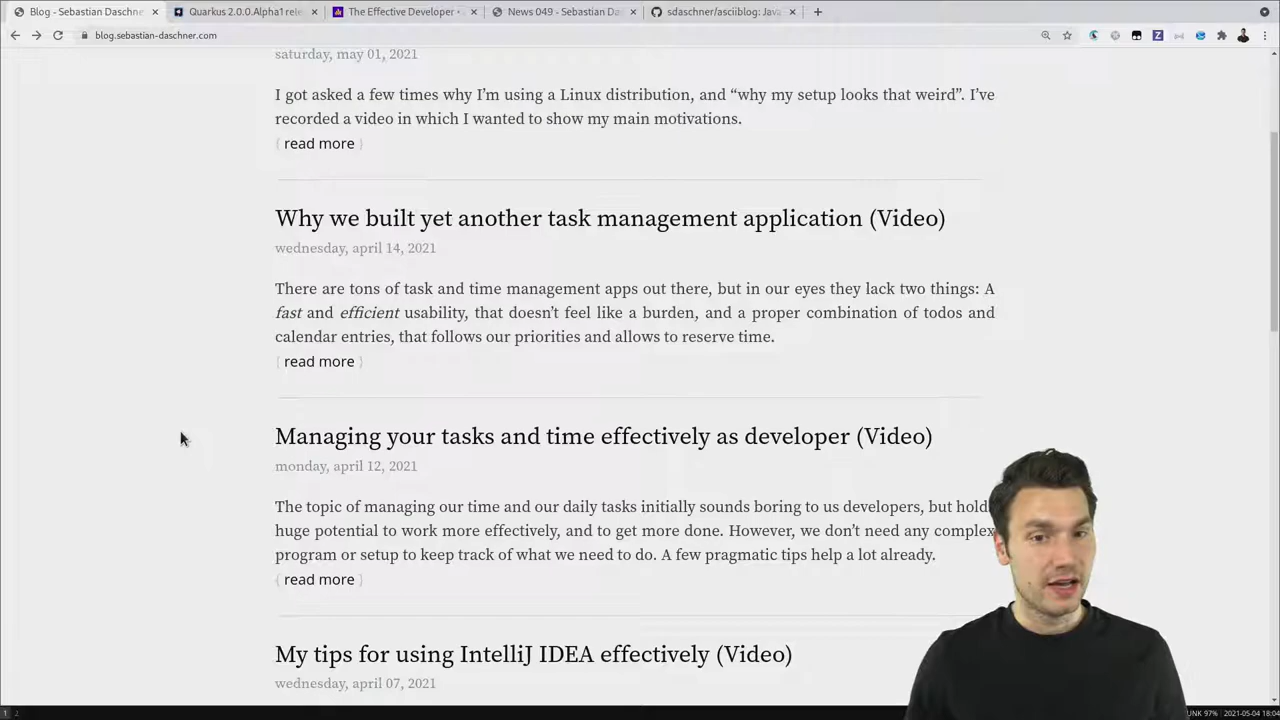 Blog - Sebastian Daschne
Quarkus 2.0.0.Alpha1 rele
The Effective Developer •
News 049 - Sebastian Da
sdaschner/asciiblog: Java
blog.sebastian-daschner.com
saturday, may 01, 2021
I got asked a few times why I’m using a Linux distribution, and “why my setup looks that weird”. I’ve
recorded a video in which I wanted to show my main motivations.
{ read more }
Why we built yet another task management application (Video)
wednesday, april 14, 2021
There are tons of task and time management apps out there, but in our eyes they lack two things: A
fast and efficient usability, that doesn’t feel like a burden, and a proper combination of todos and
calendar entries, that follows our priorities and allows to reserve time.
{ read more }
Managing your tasks and time effectively as developer (Video)
monday, april 12, 2021
The topic of managing our time and our daily tasks initially sounds boring to us developers, but hold
huge potential to work more effectively, and to get more done. However, we don’t need any complex
program or setup to keep track of what we need to do. A few pragmatic tips help a lot already.
{ read more }
My tips for using IntelliJ IDEA effectively (Video)
wednesday, april 07, 2021
1 2
UNK 97% 2021-05-04 18:04